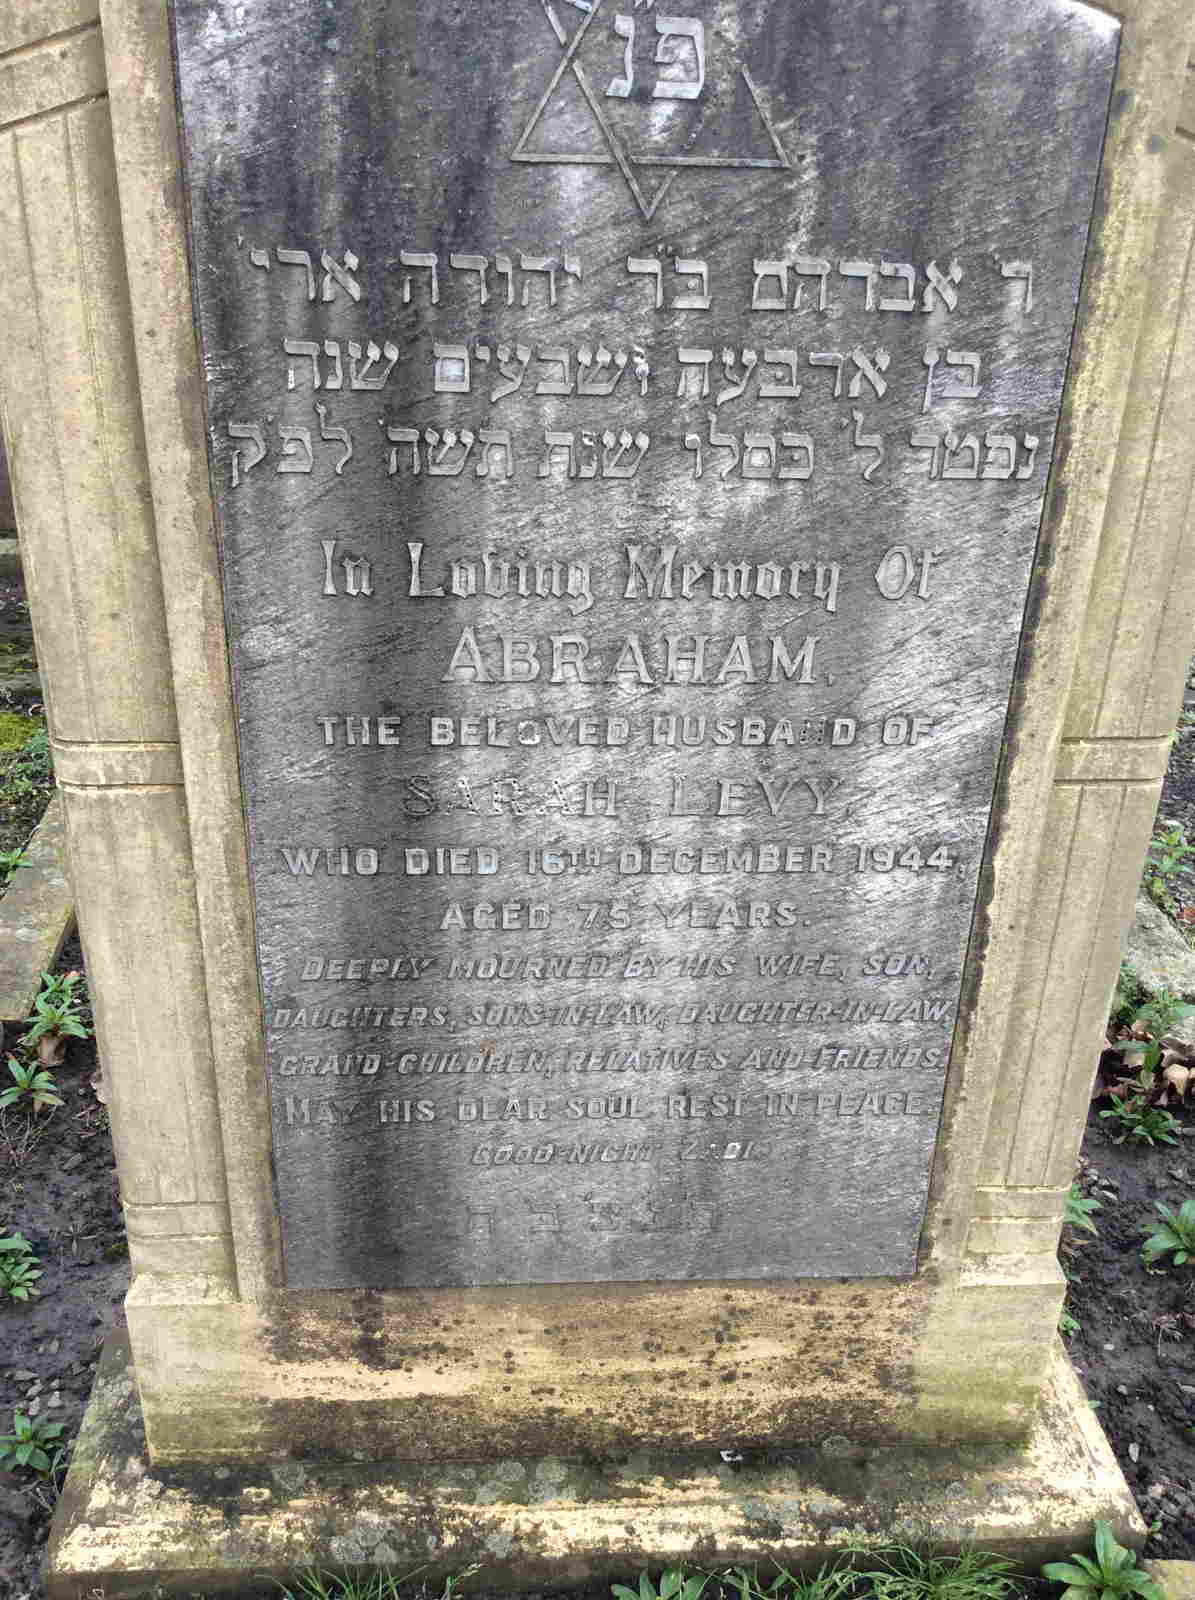 פ"נ
ר' אברהם ב"ר יהודה ארי'
בן ארבעה ושבעים שנה
נפטר ל' כסלו שנת תש"ה לפ"ק
In Loving Memory Of
ABRAHAM,
THE BELOVED HUSBAND OF
SARAH LEVY,
WHO DIED 16TH DECEMBER 1944,
AGED 75 YEARS.
DEEPLY MOURNED BY HIS WIFE, SON,
DAUGHTERS, SONS-IN-LAW, DAUGHTER-IN-LAW
GRAND-CHILDREN, RELATIVES AND FRIENDS.
MAY HIS DEAR SOUL REST IN PEACE.
GOOD-NIGHT ZADI.
ת נ צ ב ה